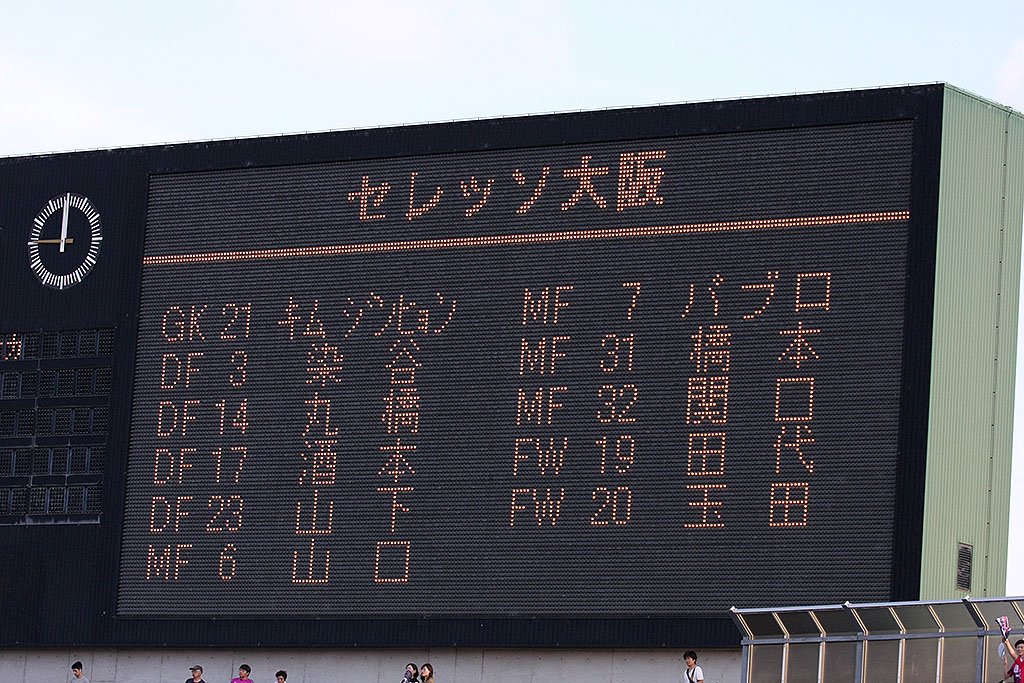 セレッソ大阪
GK 21 キム ジンヒョン
DF 3 染谷
DF 14 丸橋
DF 17 酒本
DF 23 山下
MF 6 山口
MF 7 パブロ
MF 31 橋本
MF 32 関口
FW 19 田代
FW 20 玉田